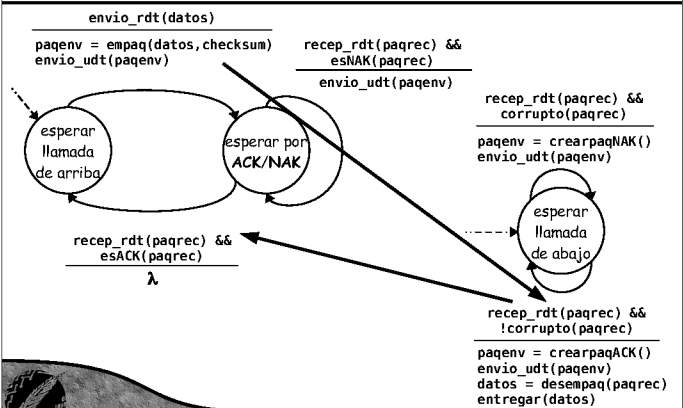 envio_rdt(datos)
paqenv = empaq(datos,checksum)
envio_udt(paqenv)
recep_rdt(paqrec) &&
esNAK(paqrec)
envio_udt(paqenv)
esperar
llamada
de arriba
esperar por
ACK/NAK
recep_rdt(paqrec) &&
esACK(paqrec)
λ
recep_rdt(paqrec) &&
corrupto(paqrec)
paqenv = crearpaqNAK()
envio_udt(paqenv)
esperar
llamada
de abajo
recep_rdt(paqrec) &&
!corrupto(paqrec)
paqenv = crearpaqACK()
envio_udt(paqenv)
datos = desempaq(paqrec)
entregar(datos)